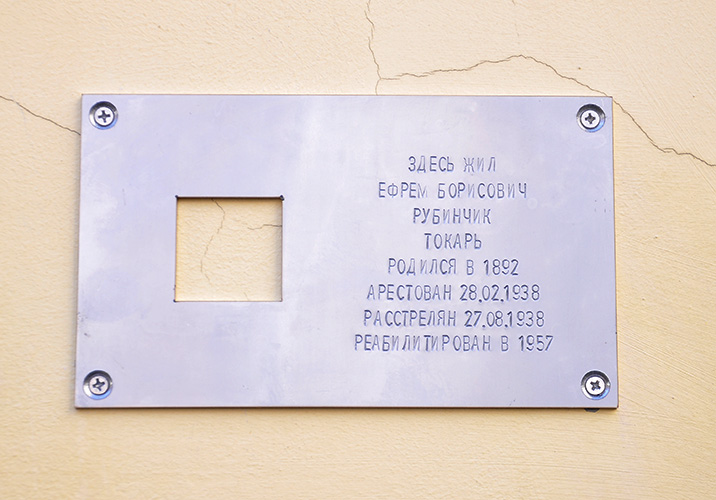 ЗДЕСЬ ЖИЛ
ЕФРЕМ БОРИСОВИЧ
РУБИНЧИК
ТОКАРЬ
РОДИЛСЯ В 1892
АРЕСТОВАН 28.02.1938
РАССТРЕЛЯН 27.08.1938
РЕАБИЛИТИРОВАН В 1957